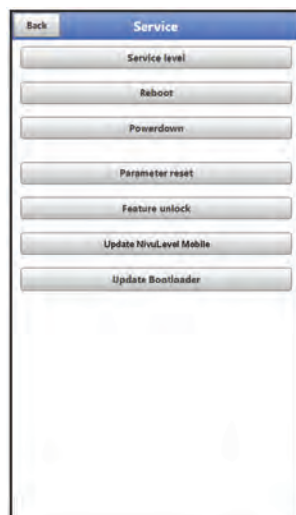 Back
Service
Service level
Reboot
Powerdown
Parameter reset
Feature unlock
Update NivuLevel Mobile
Update Bootloader